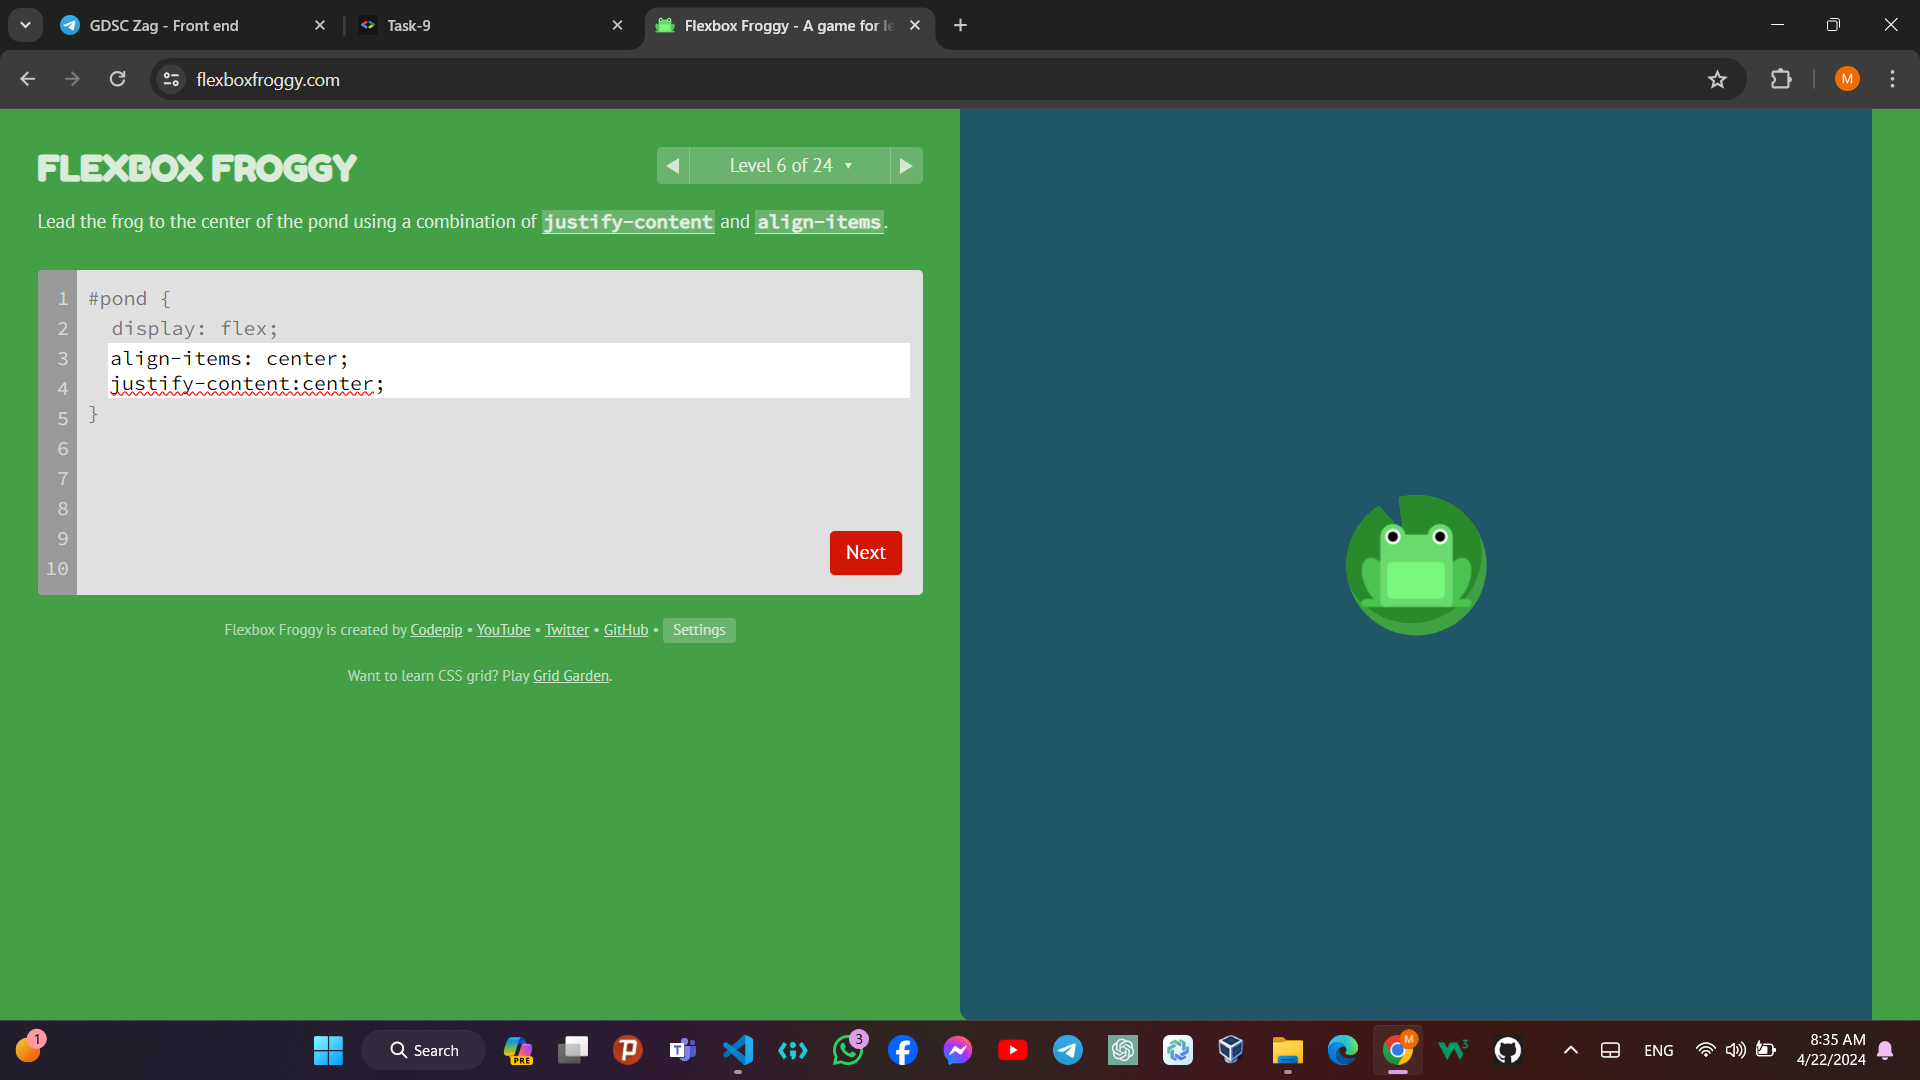 GDSC Zag - Front end
Task-9
Flexbox Froggy - A game for le
flexboxfroggy.com
M
FLEXBOX FROGGY
Level 6 of 24
Lead the frog to the center of the pond using a combination of justify-content and align-items.
1 #pond {
2 display: flex;
3 align-items: center;
4 justify-content:center;
5 }
6
7
8
9
10
Next
Flexbox Froggy is created by Codepip • YouTube • Twitter • GitHub • Settings
Want to learn CSS grid? Play Grid Garden.
1
Search
PRE
3
M
ENG
8:35 AM
4/22/2024